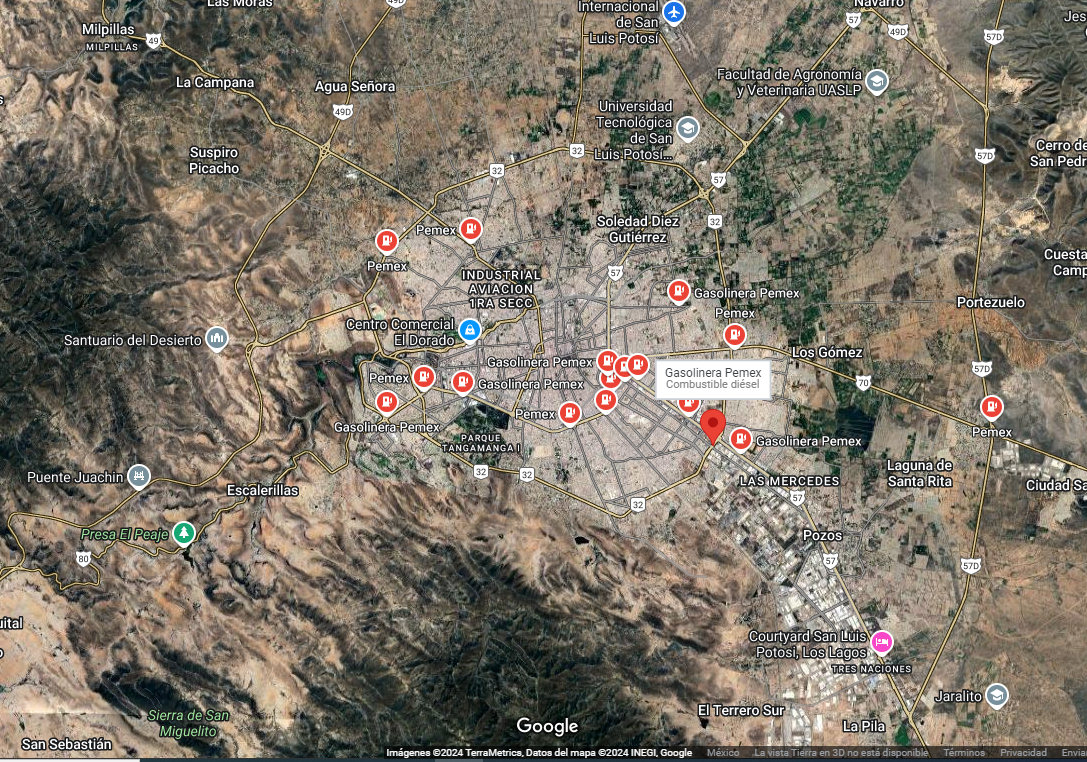 Las Moras
49D
Navarro
Internacional
de San
Luis Potosí
57
49D
57D
Milpillas
MILPILLAS
49
La Campana
Agua Señora
49D
Facultad de Agronomía
y Veterinaria UASLP
Universidad
Tecnológica
de San
Luis Potosí...
Suspiro
Picacho
32
32
57
57D
Cerro de
San Pedr
32
Soledad Diez
Gutiérrez
Pemex
Pemex
57
INDUSTRIAL
AVIACION
1RA SECC
Cuesta
Camp
Gasolinera Pemex
Pemex
Portezuelo
Centro Comercial
El Dorado
Santuario del Desierto
Los Gómez
Gasolinera Pemex
57D
Pemex
Gasolinera Pemex
Gasolinera Pemex
Combustible diésel
70
Pemex
Gasolinera Pemex
Pemex
PARQUE
TANGAMANGA I
Gasolinera Pemex
32
32
Puente Juachín
Escalerillas
LAS MERCEDES
Laguna de
Santa Rita
Ciudad Sa
57
32
Presa El Peaje
Pozos
80
57
57D
uital
Courtyard San Luis
Potosi, Los Lagos
TRES NACIONES
Jaralito
Sierra de San
Miguelito
El Terrero Sur
La Pila
San Sebastián
Google
Imágenes ©2024 TerraMetrics, Datos del mapa ©2024 INEGI, Google
México
La vista Tierra en 3D no está disponible
Términos
Privacidad
Envia